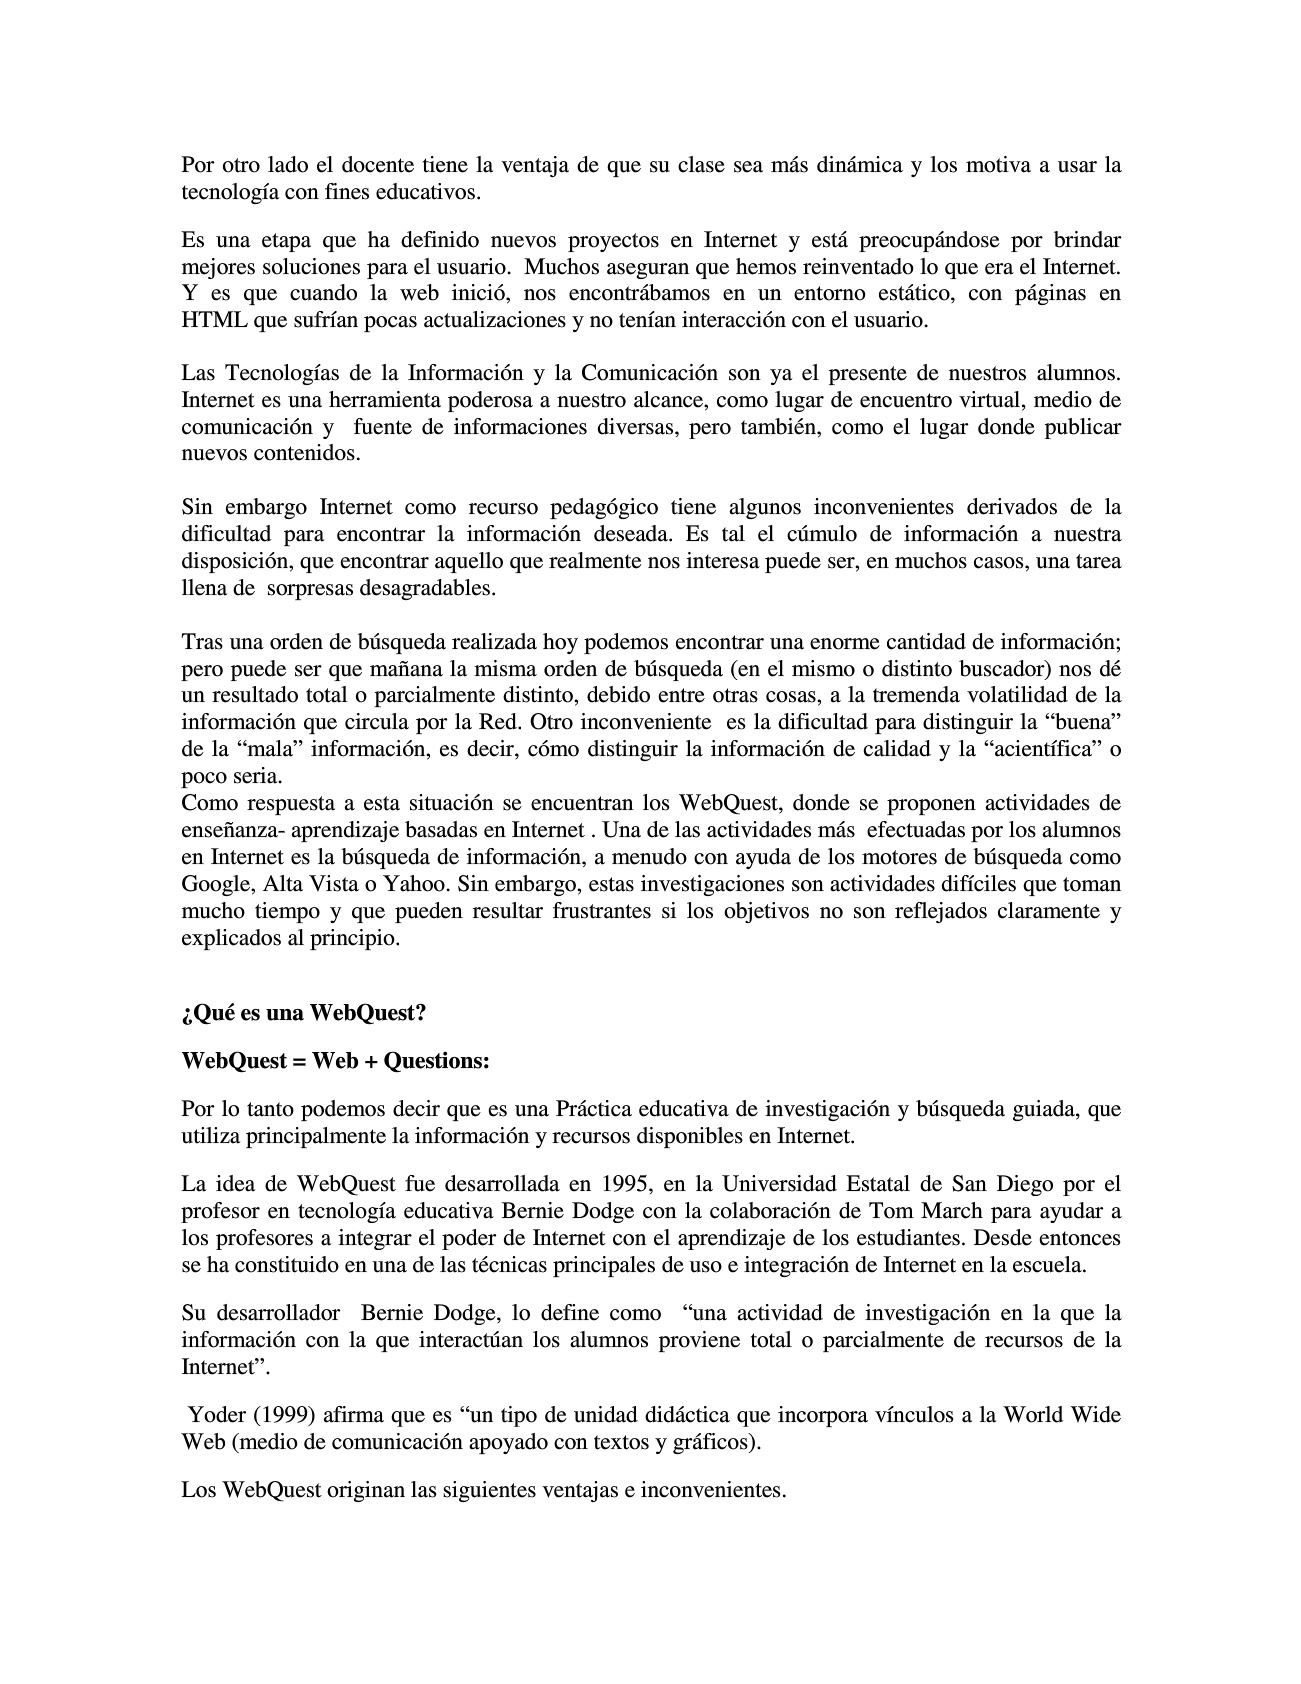 Por otro lado el docente tiene la ventaja de que su clase sea más dinámica y los motiva a usar la
tecnología con fines educativos.
Es una etapa que ha definido nuevos proyectos en Internet y está preocupándose por brindar
mejores soluciones para el usuario.  Muchos aseguran que hemos reinventado lo que era el Internet.
Y es que cuando la web inició, nos encontrábamos en un entorno estático, con páginas en
HTML que sufrían pocas actualizaciones y no tenían interacción con el usuario.
Las Tecnologías de la Información y la Comunicación son ya el presente de nuestros alumnos.
Internet es una herramienta poderosa a nuestro alcance, como lugar de encuentro virtual, medio de
comunicación y  fuente de informaciones diversas, pero también, como el lugar donde publicar
nuevos contenidos.
Sin embargo Internet como recurso pedagógico tiene algunos inconvenientes derivados de la
dificultad para encontrar la información deseada. Es tal el cúmulo de información a nuestra
disposición, que encontrar aquello que realmente nos interesa puede ser, en muchos casos, una tarea
llena de  sorpresas desagradables.
Tras una orden de búsqueda realizada hoy podemos encontrar una enorme cantidad de información;
pero puede ser que mañana la misma orden de búsqueda (en el mismo o distinto buscador) nos dé
un resultado total o parcialmente distinto, debido entre otras cosas, a la tremenda volatilidad de la
información que circula por la Red. Otro inconveniente  es la dificultad para distinguir la “buena”
de la “mala” información, es decir, cómo distinguir la información de calidad y la “acientífica” o
poco seria.
Como respuesta a esta situación se encuentran los WebQuest, donde se proponen actividades de
enseñanza- aprendizaje basadas en Internet . Una de las actividades más  efectuadas por los alumnos
en Internet es la búsqueda de información, a menudo con ayuda de los motores de búsqueda como
Google, Alta Vista o Yahoo. Sin embargo, estas investigaciones son actividades difíciles que toman
mucho tiempo y que pueden resultar frustrantes si los objetivos no son reflejados claramente y
explicados al principio.
¿Qué es una WebQuest?
WebQuest = Web + Questions:
Por lo tanto podemos decir que es una Práctica educativa de investigación y búsqueda guiada, que
utiliza principalmente la información y recursos disponibles en Internet.
La idea de WebQuest fue desarrollada en 1995, en la Universidad Estatal de San Diego por el
profesor en tecnología educativa Bernie Dodge con la colaboración de Tom March para ayudar a
los profesores a integrar el poder de Internet con el aprendizaje de los estudiantes. Desde entonces
se ha constituido en una de las técnicas principales de uso e integración de Internet en la escuela.
Su desarrollador  Bernie Dodge, lo define como  “una actividad de investigación en la que la
información con la que interactúan los alumnos proviene total o parcialmente de recursos de la
Internet”.
Yoder (1999) afirma que es “un tipo de unidad didáctica que incorpora vínculos a la World Wide
Web (medio de comunicación apoyado con textos y gráficos).
Los WebQuest originan las siguientes ventajas e inconvenientes.